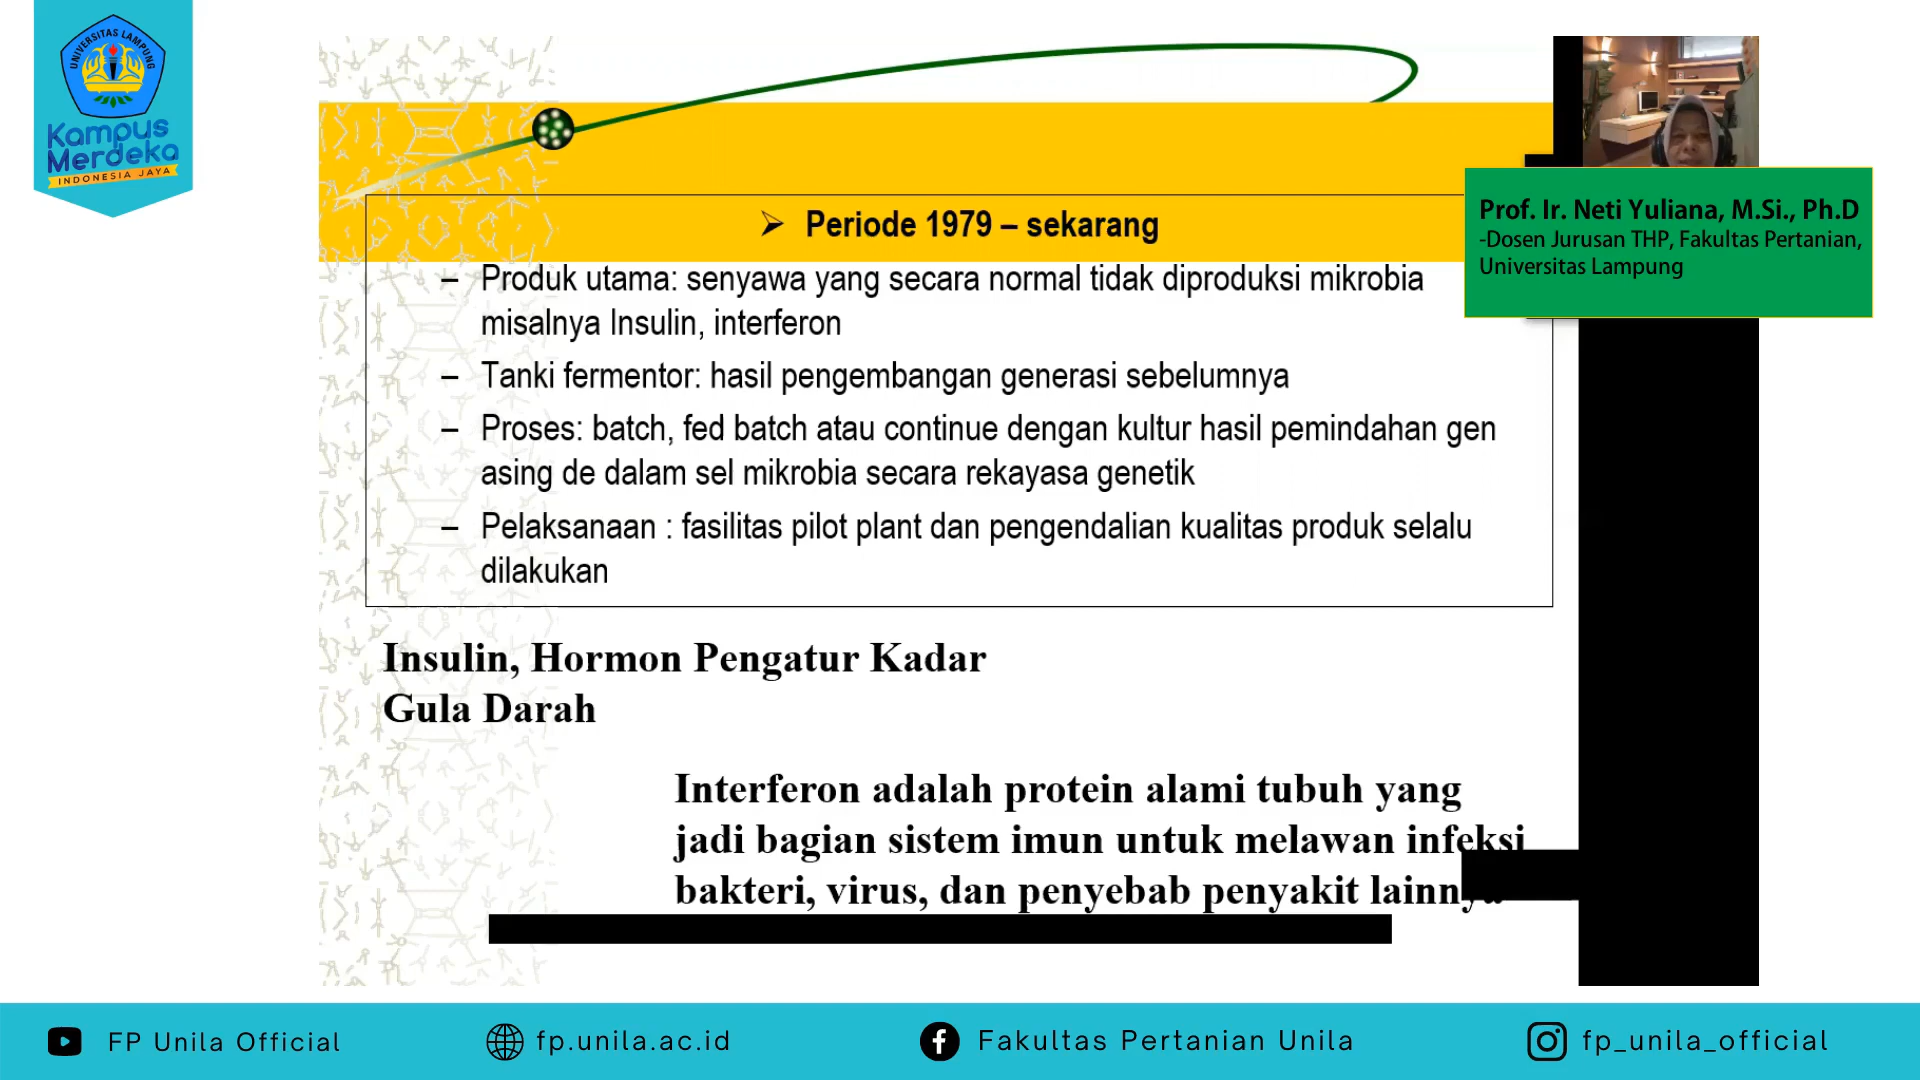 UNIVERSITAS LAMPUNG
Kampus
Merdeka
INDONESIA JAYA
Periode 1979 – sekarang
Prof. Ir. Neti Yuliana, M.Si., Ph.D
-Dosen Jurusan THP, Fakultas Pertanian,
Universitas Lampung
– Produk utama: senyawa yang secara normal tidak diproduksi mikrobia
misalnya Insulin, interferon
– Tanki fermentor: hasil pengembangan generasi sebelumnya
– Proses: batch, fed batch atau continue dengan kultur hasil pemindahan gen
asing de dalam sel mikrobia secara rekayasa genetik
– Pelaksanaan : fasilitas pilot plant dan pengendalian kualitas produk selalu
dilakukan
Insulin, Hormon Pengatur Kadar
Gula Darah
Interferon adalah protein alami tubuh yang
jadi bagian sistem imun untuk melawan infeksi
bakteri, virus, dan penyebab penyakit lainnya
FP Unila Official
fp.unila.ac.id
Fakultas Pertanian Unila
fp_unila_official